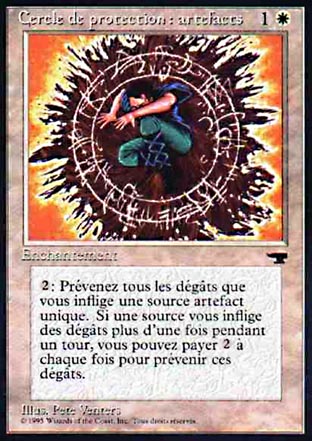 Cercle de protection : artefacts 1
Enchantement
2: Prévenez tous les dégâts que
vous inflige une source artefact
unique. Si une source vous inflige
des dégâts plus d'une fois pendant
un tour, vous pouvez payer 2 à
chaque fois pour prévenir ces
dégâts.
Illus. Pete Venters
© 1995 Wizards of the Coast, Inc. Tous droits réservés.